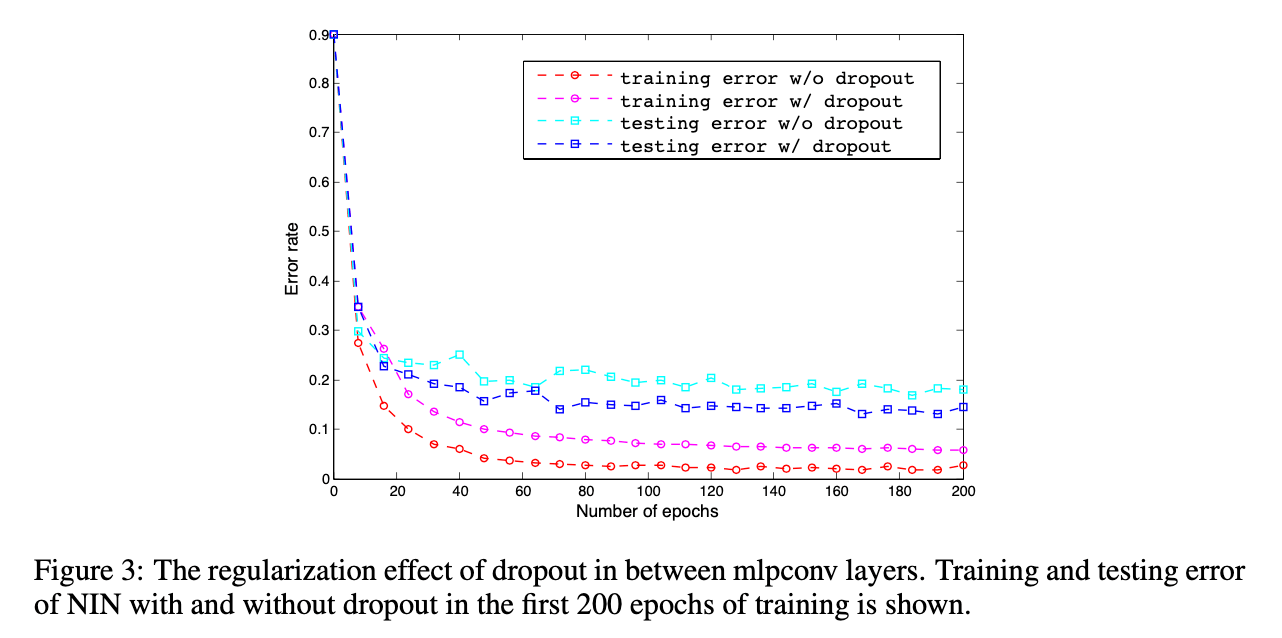 0.9
0.8
0.7
0.6
0.5
0.4
0.3
0.2
0.1
0
Error rate
training error w/o dropout
training error w/ dropout
testing error w/o dropout
testing error w/ dropout
0 20 40 60 80 100 120 140 160 180 200
Number of epochs
Figure 3: The regularization effect of dropout in between mlpconv layers. Training and testing error
of NIN with and without dropout in the first 200 epochs of training is shown.